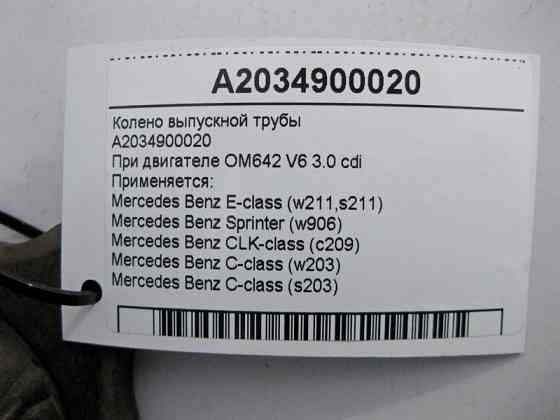 A2034900020
Колено выпускной трубы
A2034900020
При двигателе OM642 V6 3.0 cdi
Применяется:
Mercedes Benz E-class (w211,s211)
Mercedes Benz Sprinter (w906)
Mercedes Benz CLK-class (c209)
Mercedes Benz C-class (w203)
Mercedes Benz C-class (s203)